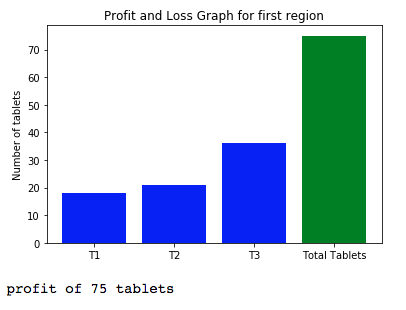 Profit and Loss Graph for first region
Number of tablets
70
60
50
40
30
20
10
0
T1 T2 T3 Total Tablets
profit of 75 tablets